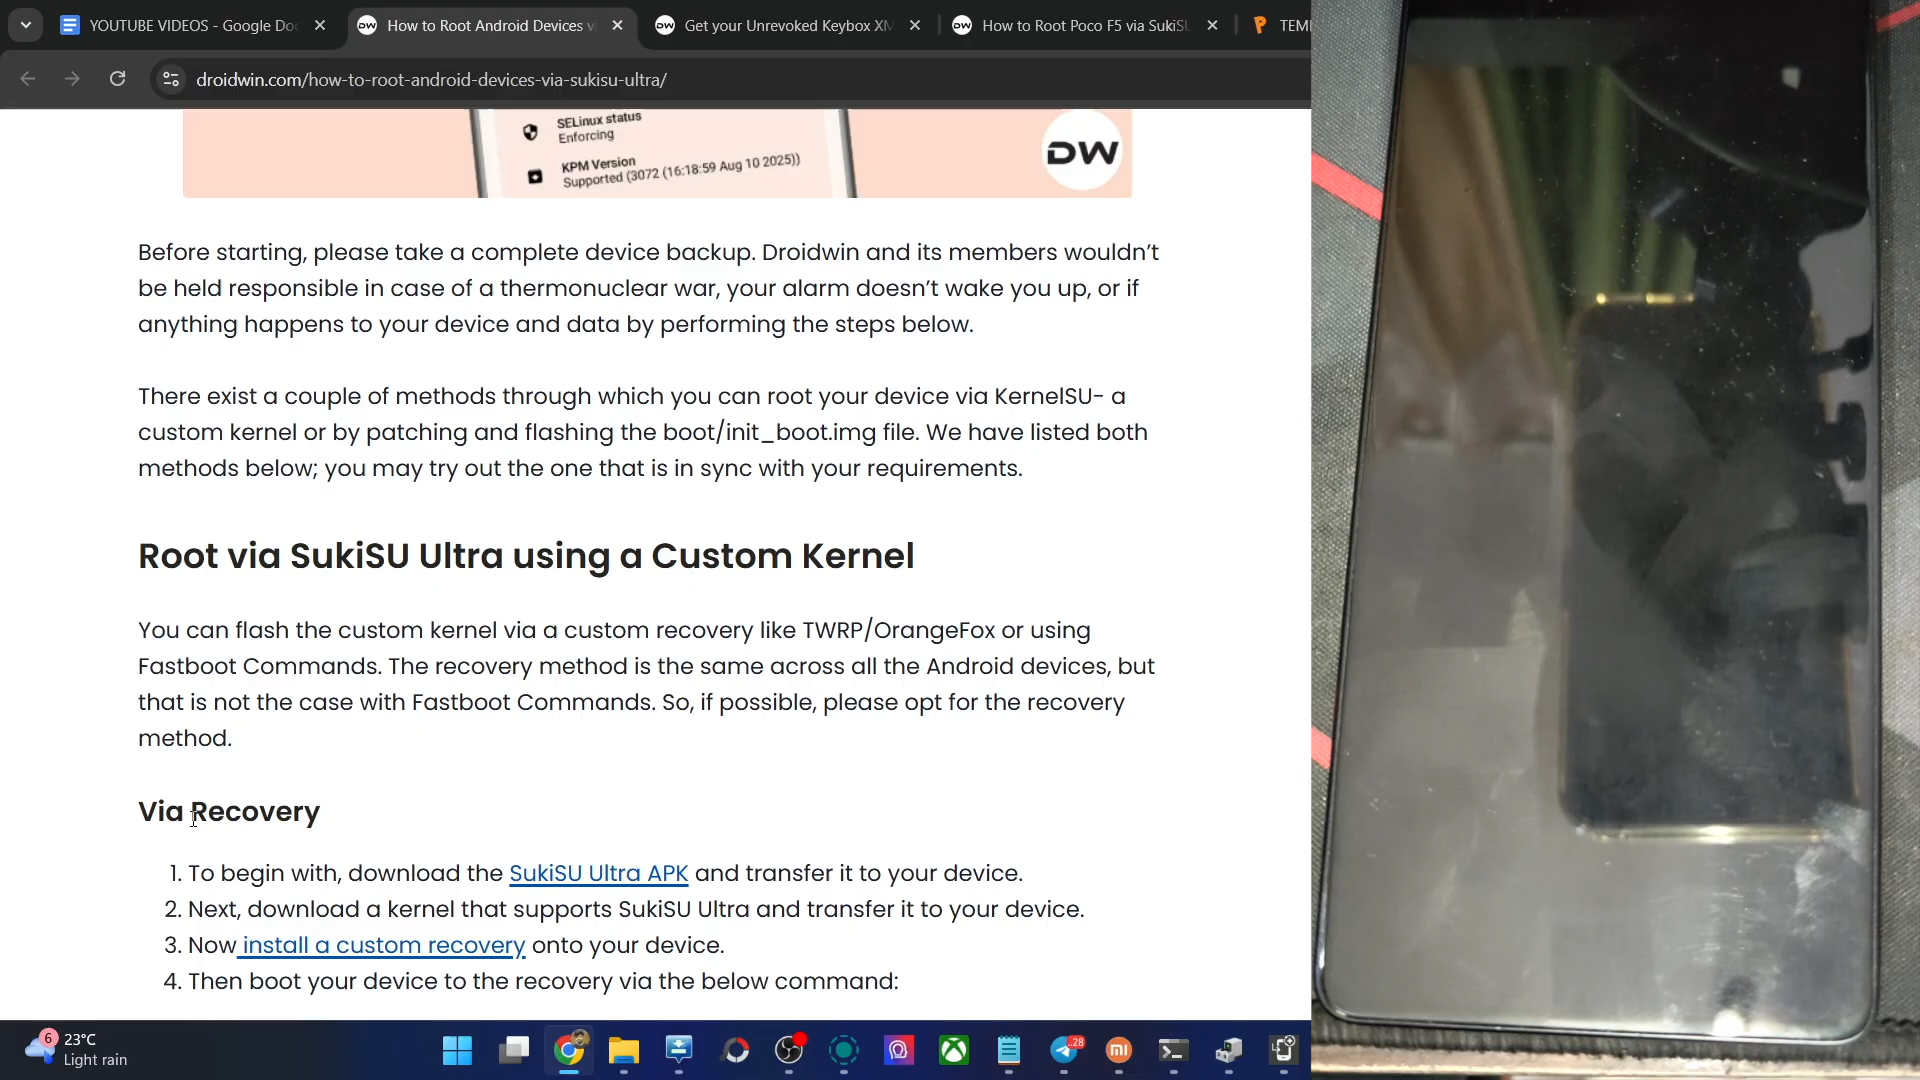 YOUTUBE VIDEOS - Google Do
How to Root Android Devices v
Get your Unrevoked Keybox XM
How to Root Poco F5 via SukiSU
TEM
droidwin.com/how-to-root-android-devices-via-sukisu-ultra/
SELinux status
Enforcing
KPM Version
Supported (3072 (16:18:59 Aug 10 2025))
DW
Before starting, please take a complete device backup. Droidwin and its members wouldn’t
be held responsible in case of a thermonuclear war, your alarm doesn’t wake you up, or if
anything happens to your device and data by performing the steps below.
There exist a couple of methods through which you can root your device via KernelSU- a
custom kernel or by patching and flashing the boot/init_boot.img file. We have listed both
methods below; you may try out the one that is in sync with your requirements.
Root via SukiSU Ultra using a Custom Kernel
You can flash the custom kernel via a custom recovery like TWRP/OrangeFox or using
Fastboot Commands. The recovery method is the same across all the Android devices, but
that is not the case with Fastboot Commands. So, if possible, please opt for the recovery
method.
Via Recovery
1. To begin with, download the SukiSU Ultra APK and transfer it to your device.
2. Next, download a kernel that supports SukiSU Ultra and transfer it to your device.
3. Now install a custom recovery onto your device.
4. Then boot your device to the recovery via the below command:
6
23°C
Light rain
28
mi